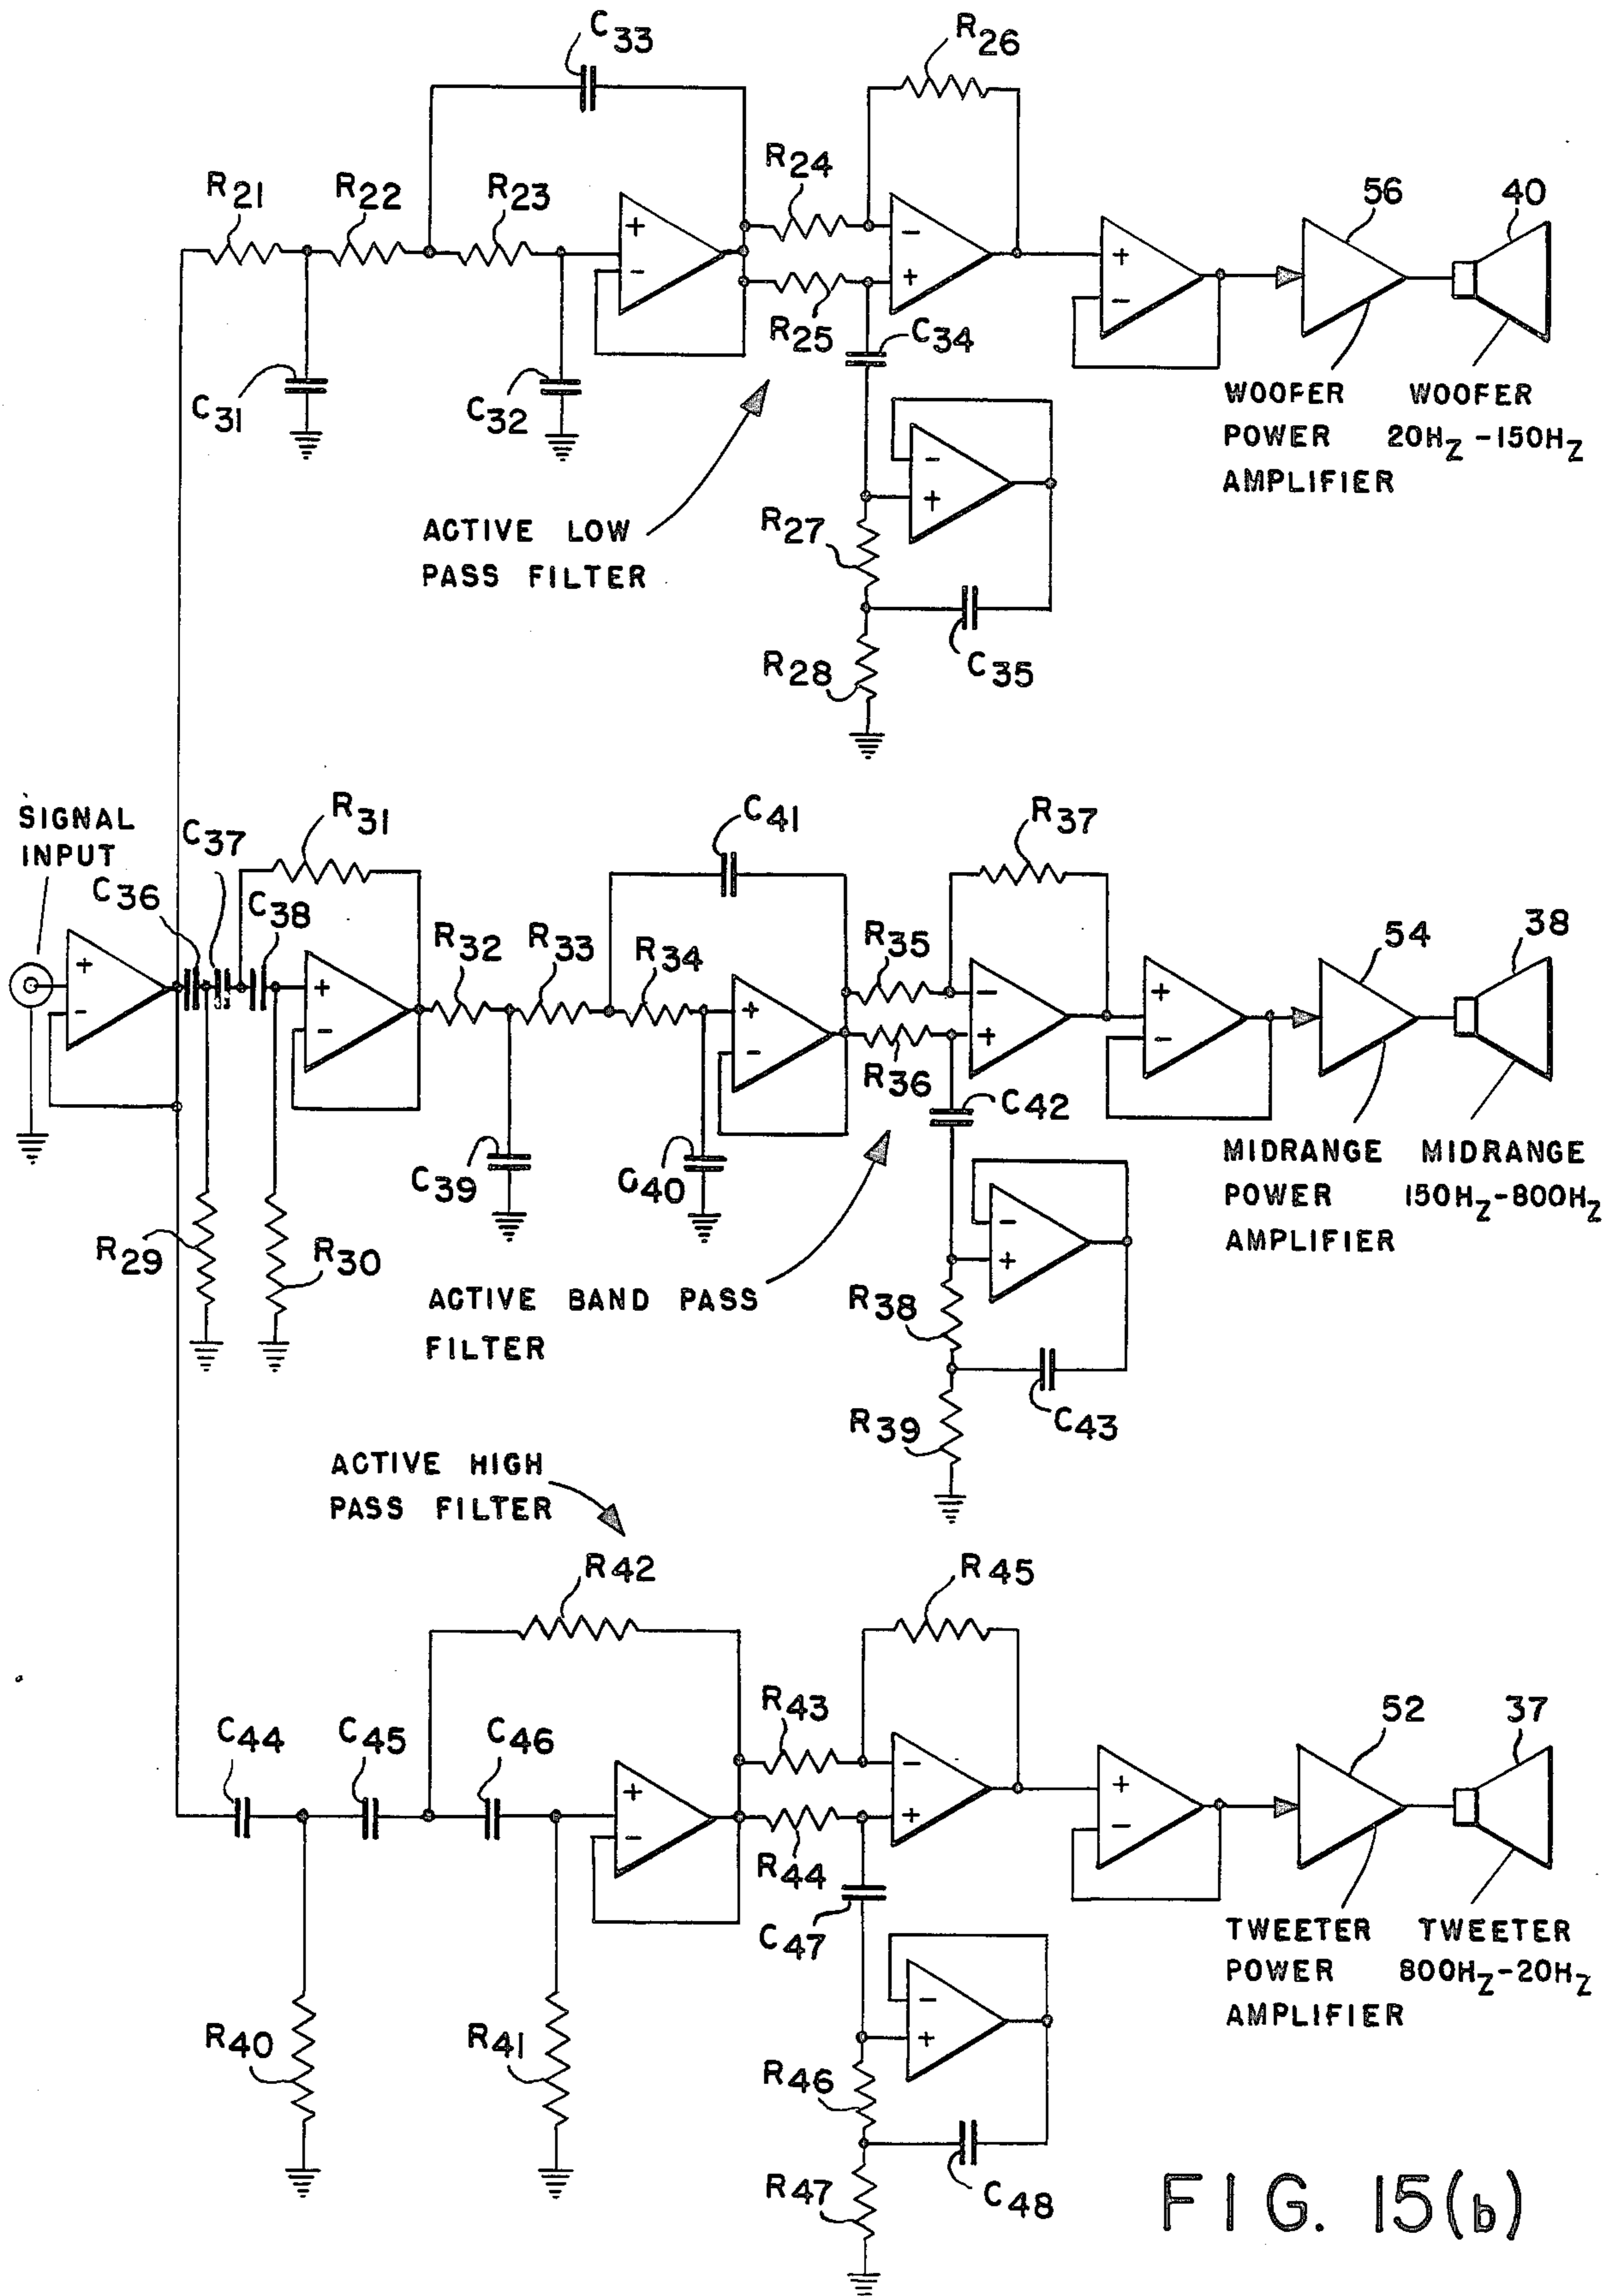 C33
R26
R21
R22
R23
R24
56
40
+
-
-
+
+
-
R25
C34
C31
C32
WOOFER POWER AMPLIFIER
WOOFER 20HZ -150HZ
-
+
ACTIVE LOW PASS FILTER
R27
C35
R28
SIGNAL INPUT
C36
C37
R31
C38
C41
R37
R32
R33
R34
R35
54
38
+
-
+
-
+
-
-
+
+
-
R36
C42
C39
C40
MIDRANGE POWER AMPLIFIER
MIDRANGE 150HZ-800HZ
-
+
R29
R30
ACTIVE BAND PASS FILTER
R38
C43
R39
ACTIVE HIGH PASS FILTER
R42
R45
R43
52
37
C44
C45
C46
+
-
-
+
+
-
R44
C47
TWEETER POWER AMPLIFIER
TWEETER 800HZ-20HZ
-
+
R40
R41
R46
R47
C48
FIG. 15(b)